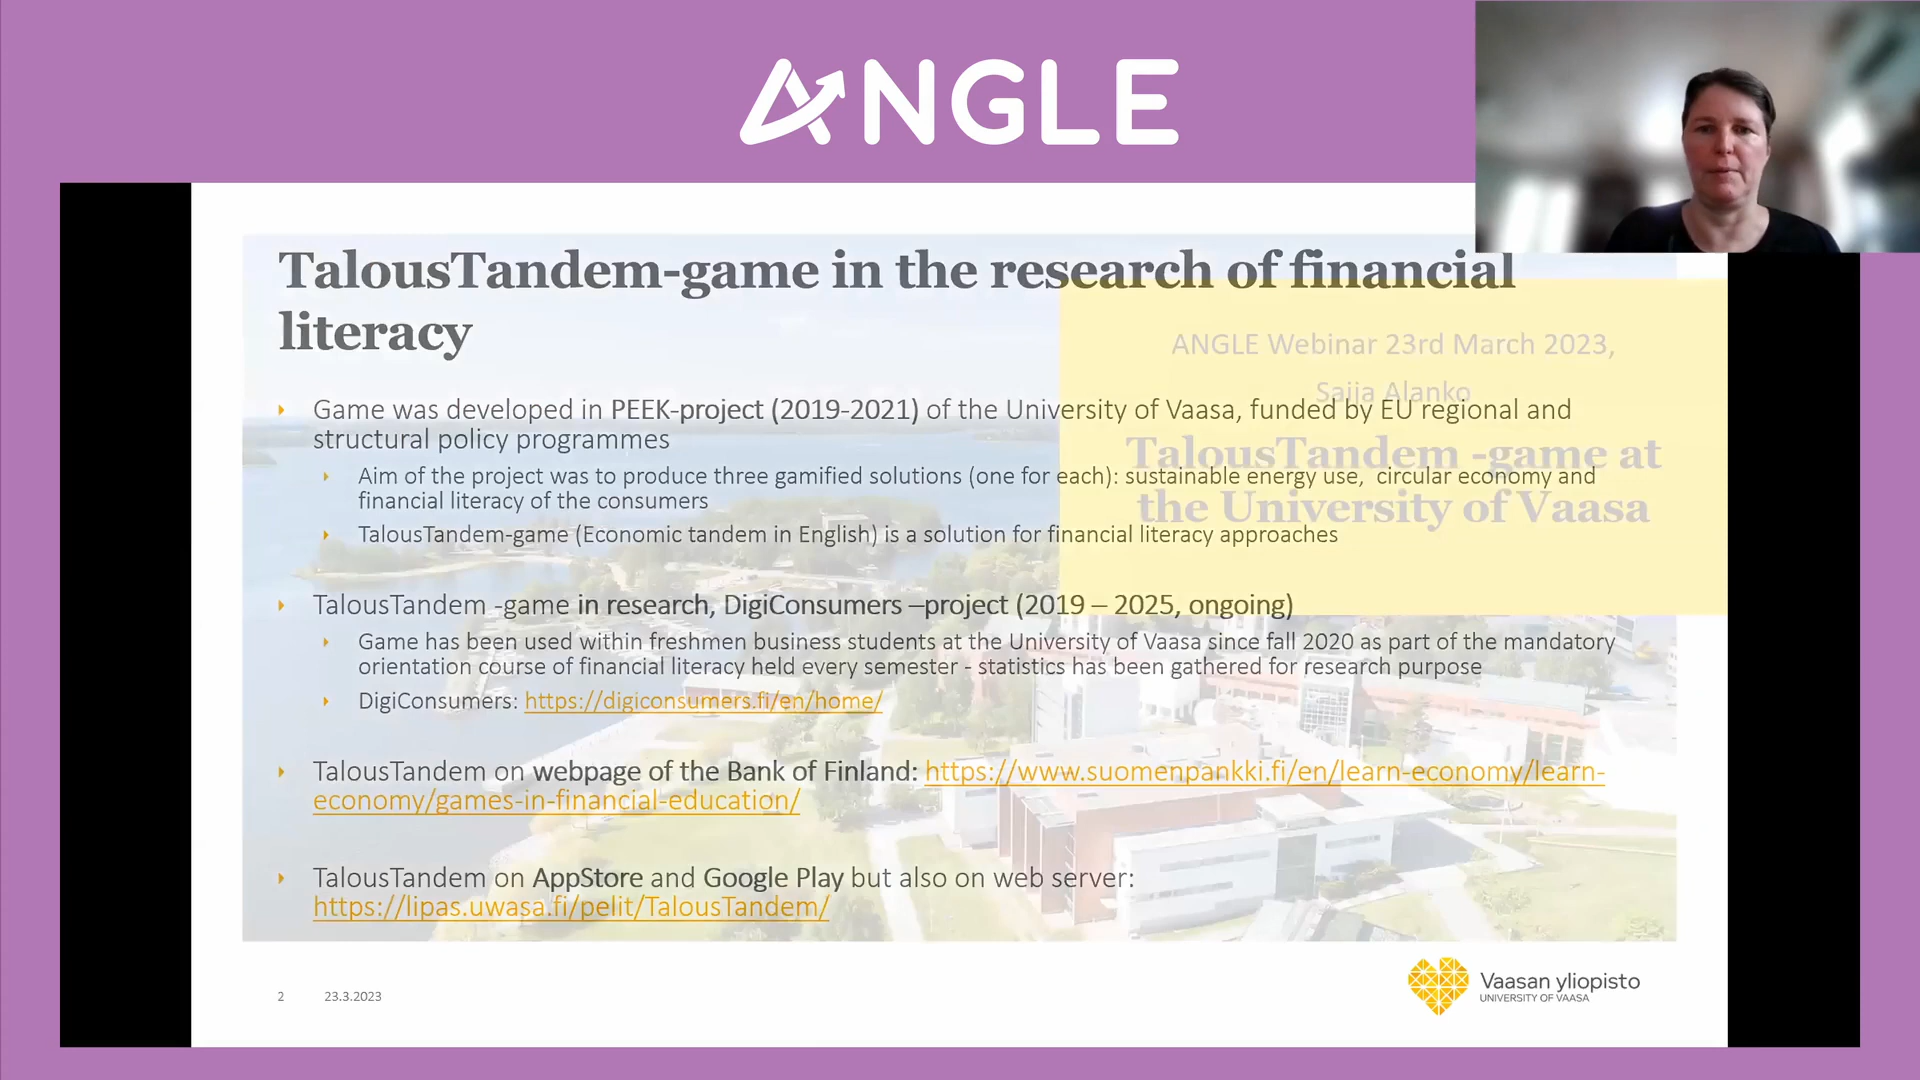 ANGLE
TalousTandem-game in the research of financial
literacy
ANGLE Webinar 23rd March 2023,
Saija Alanko
TalousTandem -game at
the University of Vaasa
Game was developed in PEEK-project (2019-2021) of the University of Vaasa, funded by EU regional and
structural policy programmes
Aim of the project was to produce three gamified solutions (one for each): sustainable energy use, circular economy and
financial literacy of the consumers
TalousTandem-game (Economic tandem in English) is a solution for financial literacy approaches
TalousTandem -game in research, DigiConsumers –project (2019 – 2025, ongoing)
Game has been used within freshmen business students at the University of Vaasa since fall 2020 as part of the mandatory
orientation course of financial literacy held every semester - statistics has been gathered for research purpose
DigiConsumers: https://digiconsumers.fi/en/home/
TalousTandem on webpage of the Bank of Finland: https://www.suomenpankki.fi/en/learn-economy/learn-
economy/games-in-financial-education/
TalousTandem on AppStore and Google Play but also on web server:
https://lipas.uwasa.fi/pelit/TalousTandem/
2 23.3.2023
Vaasan yliopisto
UNIVERSITY OF VAASA